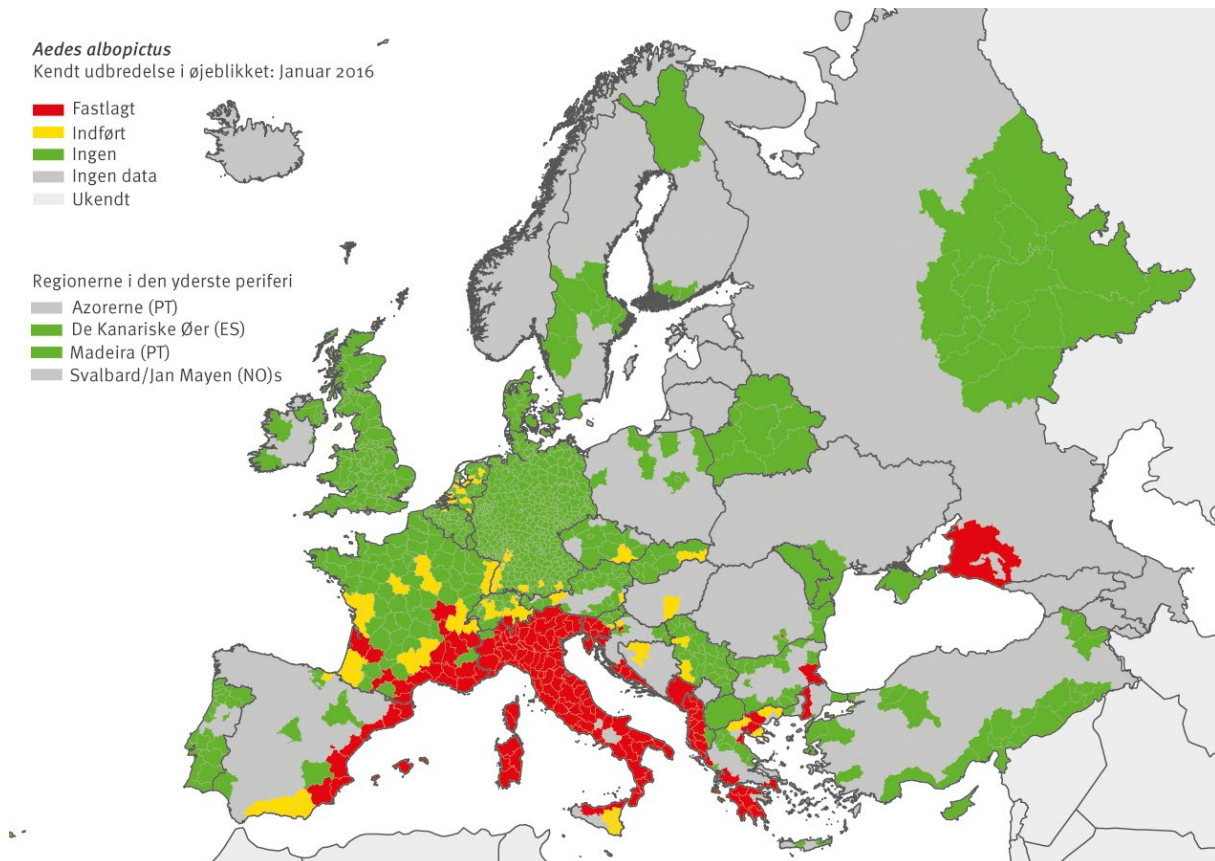 Aedes albopictus
Kendt udbredelse i øjeblikket: Januar 2016
Fastlagt
Indført
Ingen
Ingen data
Ukendt
Regionerne i den yderste periferi
Azorerne (PT)
De Kanariske Øer (ES)
Madeira (PT)
Svalbard/Jan Mayen (NO)s